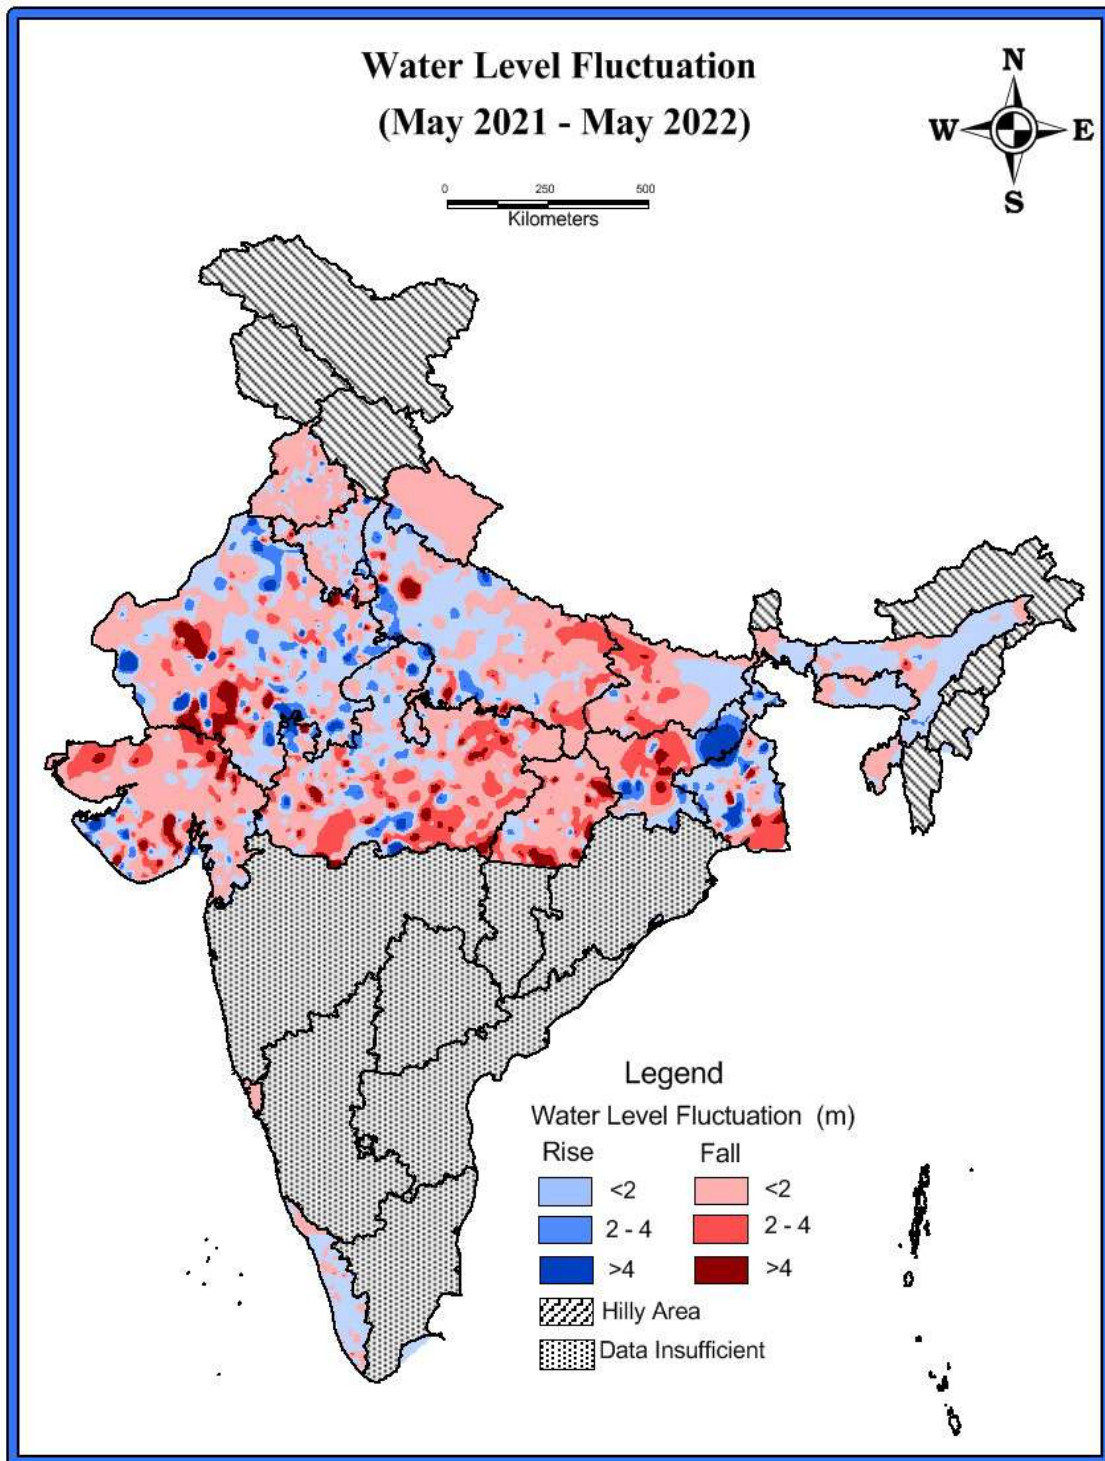 Water Level Fluctuation
(May 2021 - May 2022)
N
W E
S
0 250 500
Kilometers
Legend
Water Level Fluctuation (m)
Rise Fall
<2 <2
2 - 4 2 - 4
>4 >4
Hilly Area
Data Insufficient